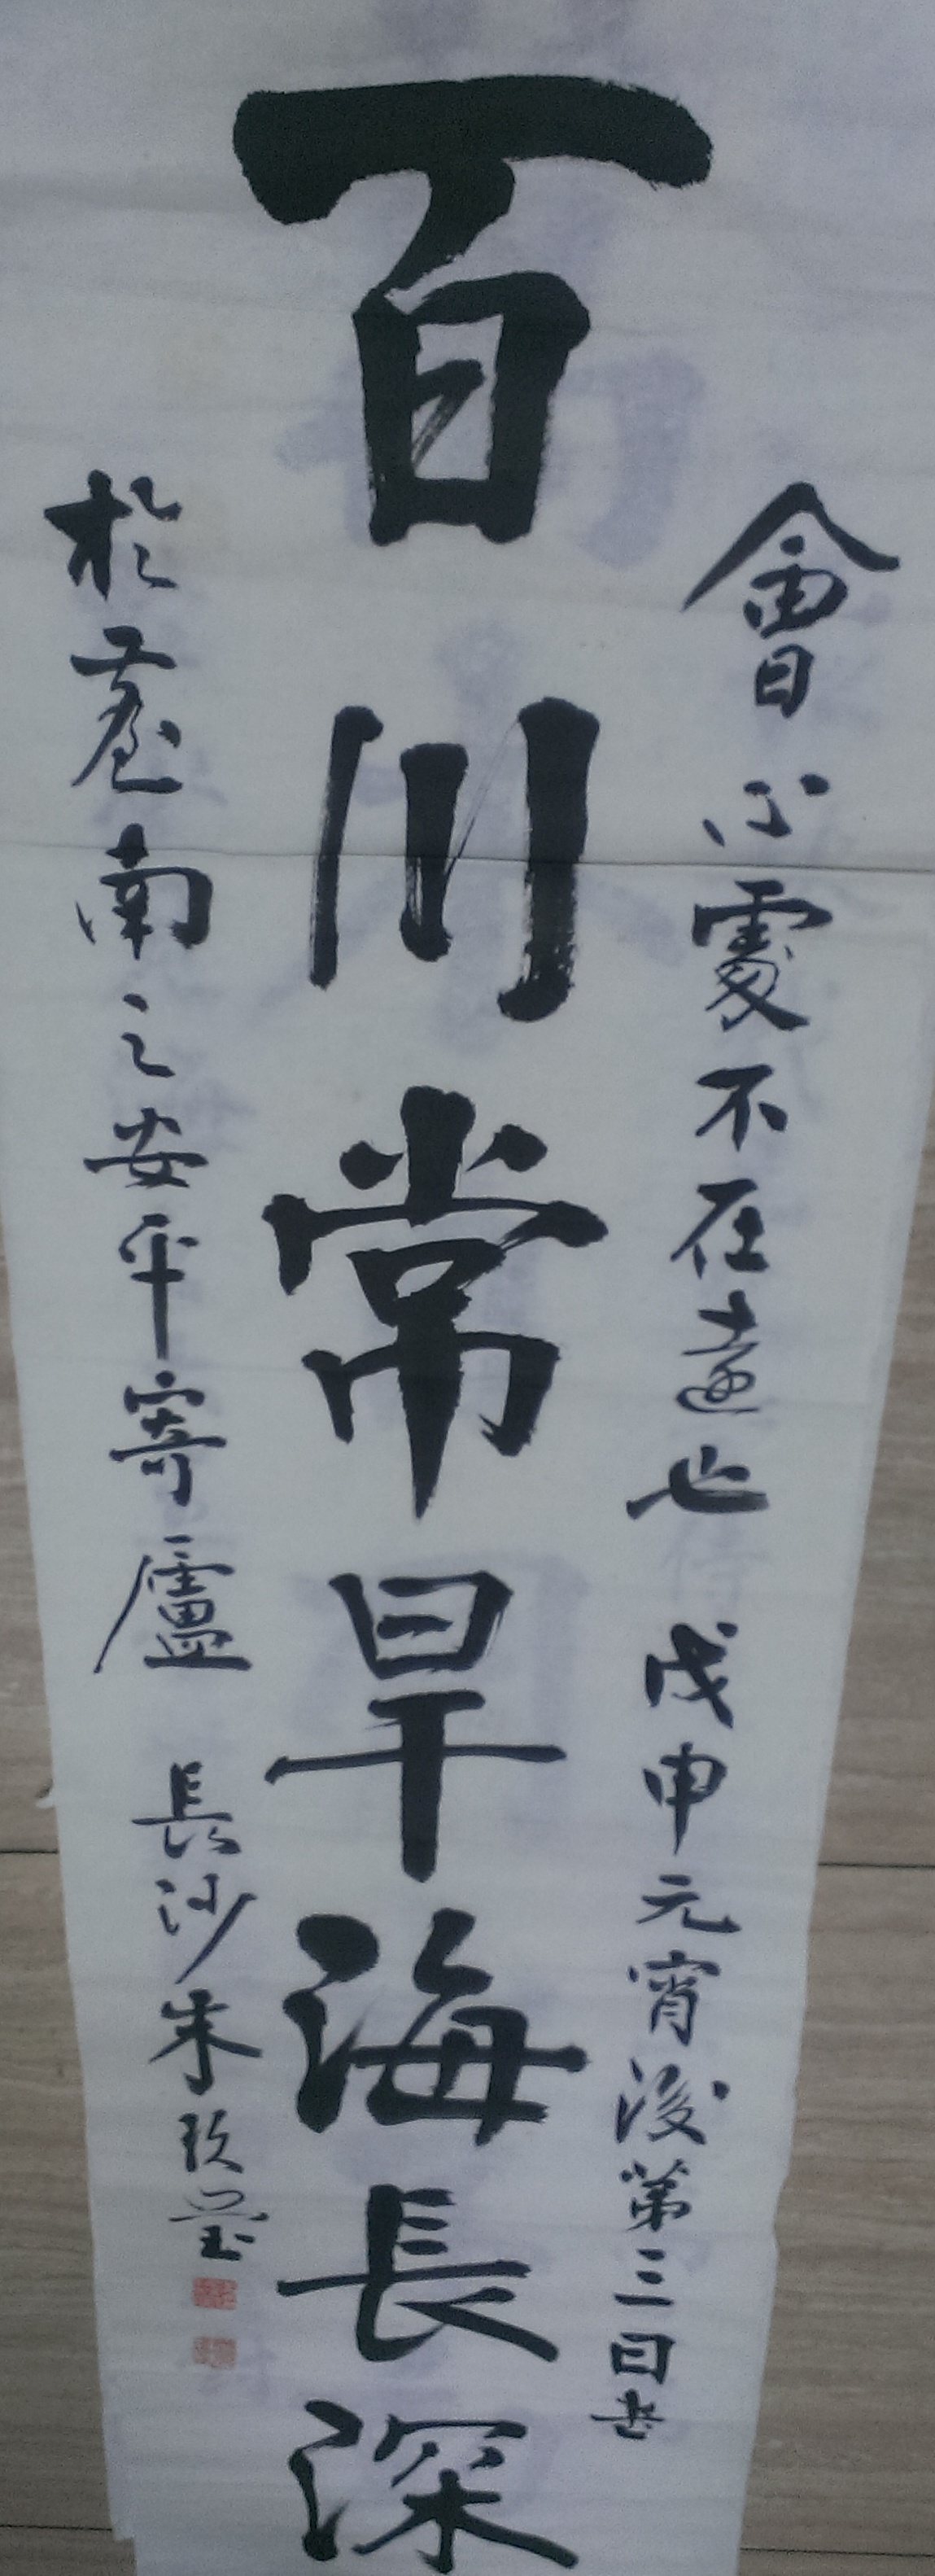 會心處不在遠也 戊申元宵後第三日書
百川常旱海長深
於臺南之安平寄廬 長沙朱玖瑩